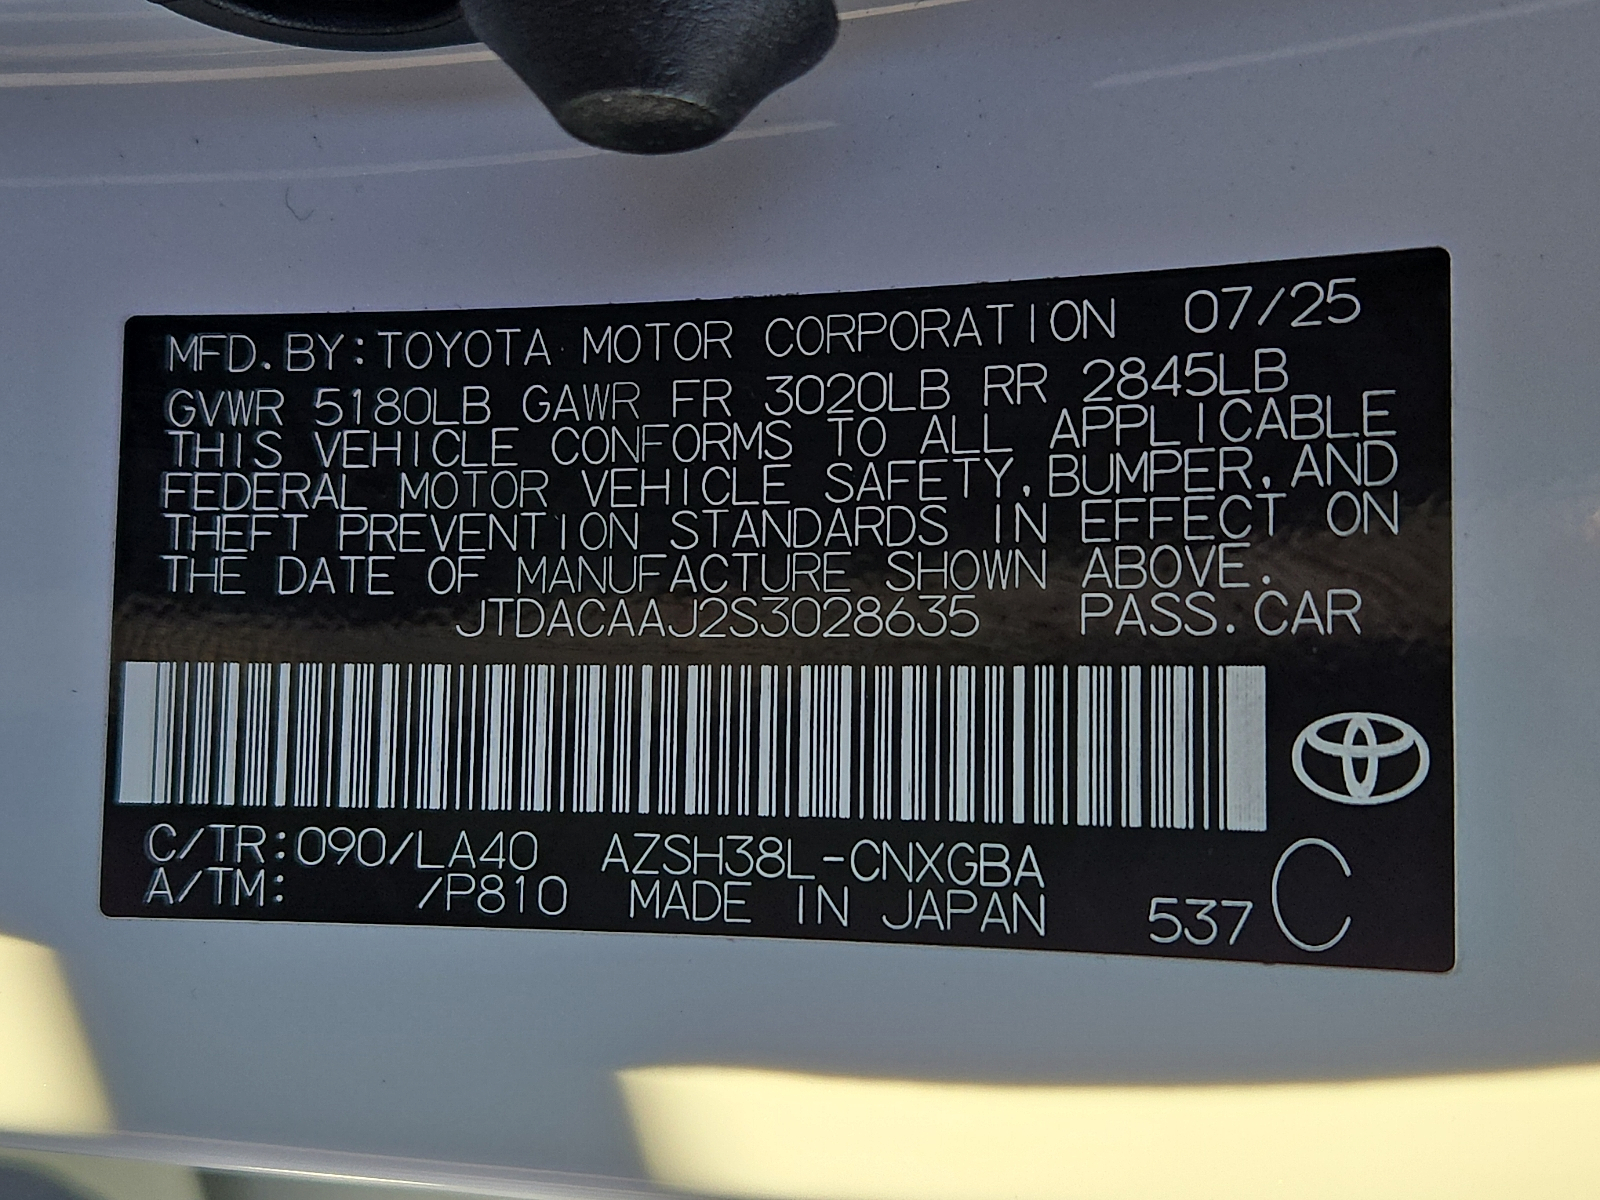 MFD.BY:TOYOTA MOTOR CORPORATION 07/25
GVWR 5180LB GAWR FR 3020LB RR 2845LB
THIS VEHICLE CONFORMS TO ALL APPLICABLE
FEDERAL MOTOR VEHICLE SAFETY, BUMPER, AND
THEFT PREVENTION STANDARDS IN EFFECT ON
THE DATE OF MANUFACTURE SHOWN ABOVE.
JTDACAAJ2S3028635 PASS.CAR
C/TR:090/LA40 AZSH38L-CNXGBA
A/TM: /P810 MADE IN JAPAN 537 C